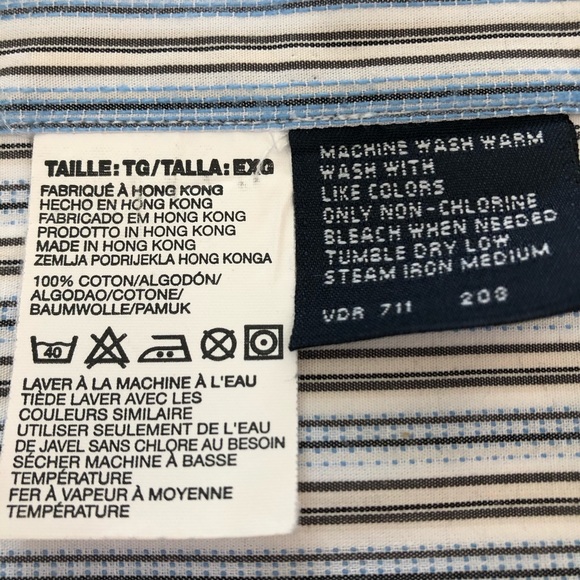 TAILLE: TG/TALLA: EXG
FABRIQUÉ À HONG KONG
HECHO EN HONG KONG
FABRICADO EM HONG KONG
PRODOTTO IN HONG KONG
MADE IN HONG KONG
ZEMLJA PODRIJEKLA HONG KONGA
100% COTON/ALGODÓN/
ALGODAO/COTONE/
BAUMWOLLE/PAMUK
40
LAVER À LA MACHINE À L'EAU
TIÈDE LAVER AVEC LES
COULEURS SIMILAIRE
UTILISER SEULEMENT DE L'EAU
DE JAVEL SANS CHLORE AU BESOIN
SÉCHER MACHINE À BASSE
TEMPÉRATURE
FER À VAPEUR À MOYENNE
TEMPÉRATURE
MACHINE WASH WARM
WASH WITH
LIKE COLORS
ONLY NON-CHLORINE
BLEACH WHEN NEEDED
TUMBLE DRY LOW
STEAM IRON MEDIUM
VDR 711